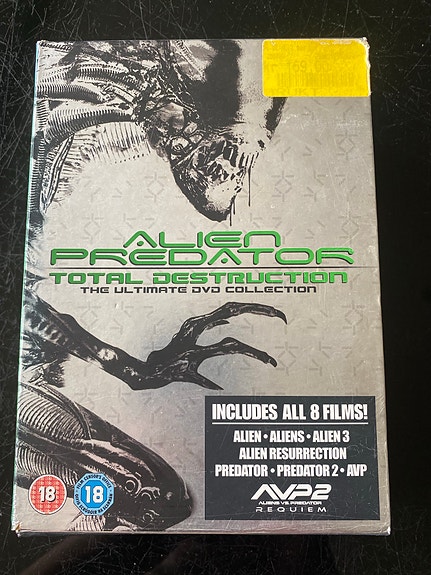 ALIEN
PREDATOR
TOTAL DESTRUCTION
THE ULTIMATE DVD COLLECTION
INCLUDES ALL 8 FILMS!
ALIEN • ALIENS • ALIEN 3
ALIEN RESURRECTION
PREDATOR • PREDATOR 2 • AVP
AVP2
ALIENS VS. PREDATOR
REQUIEM
18
18